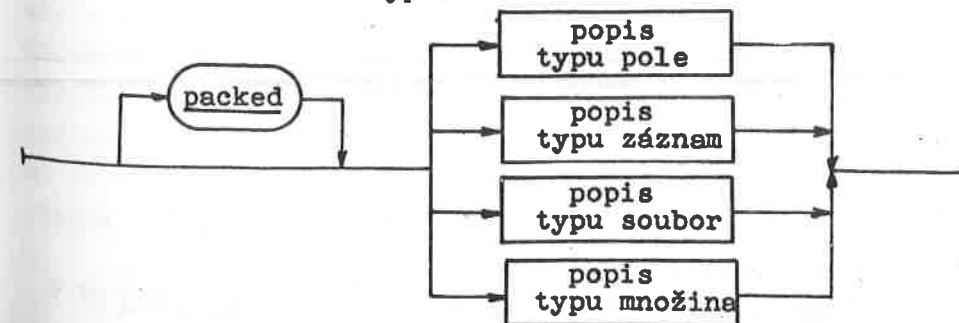 popis
typu pole
packed
popis
typu záznam
popis
typu soubor
popis
typu množina